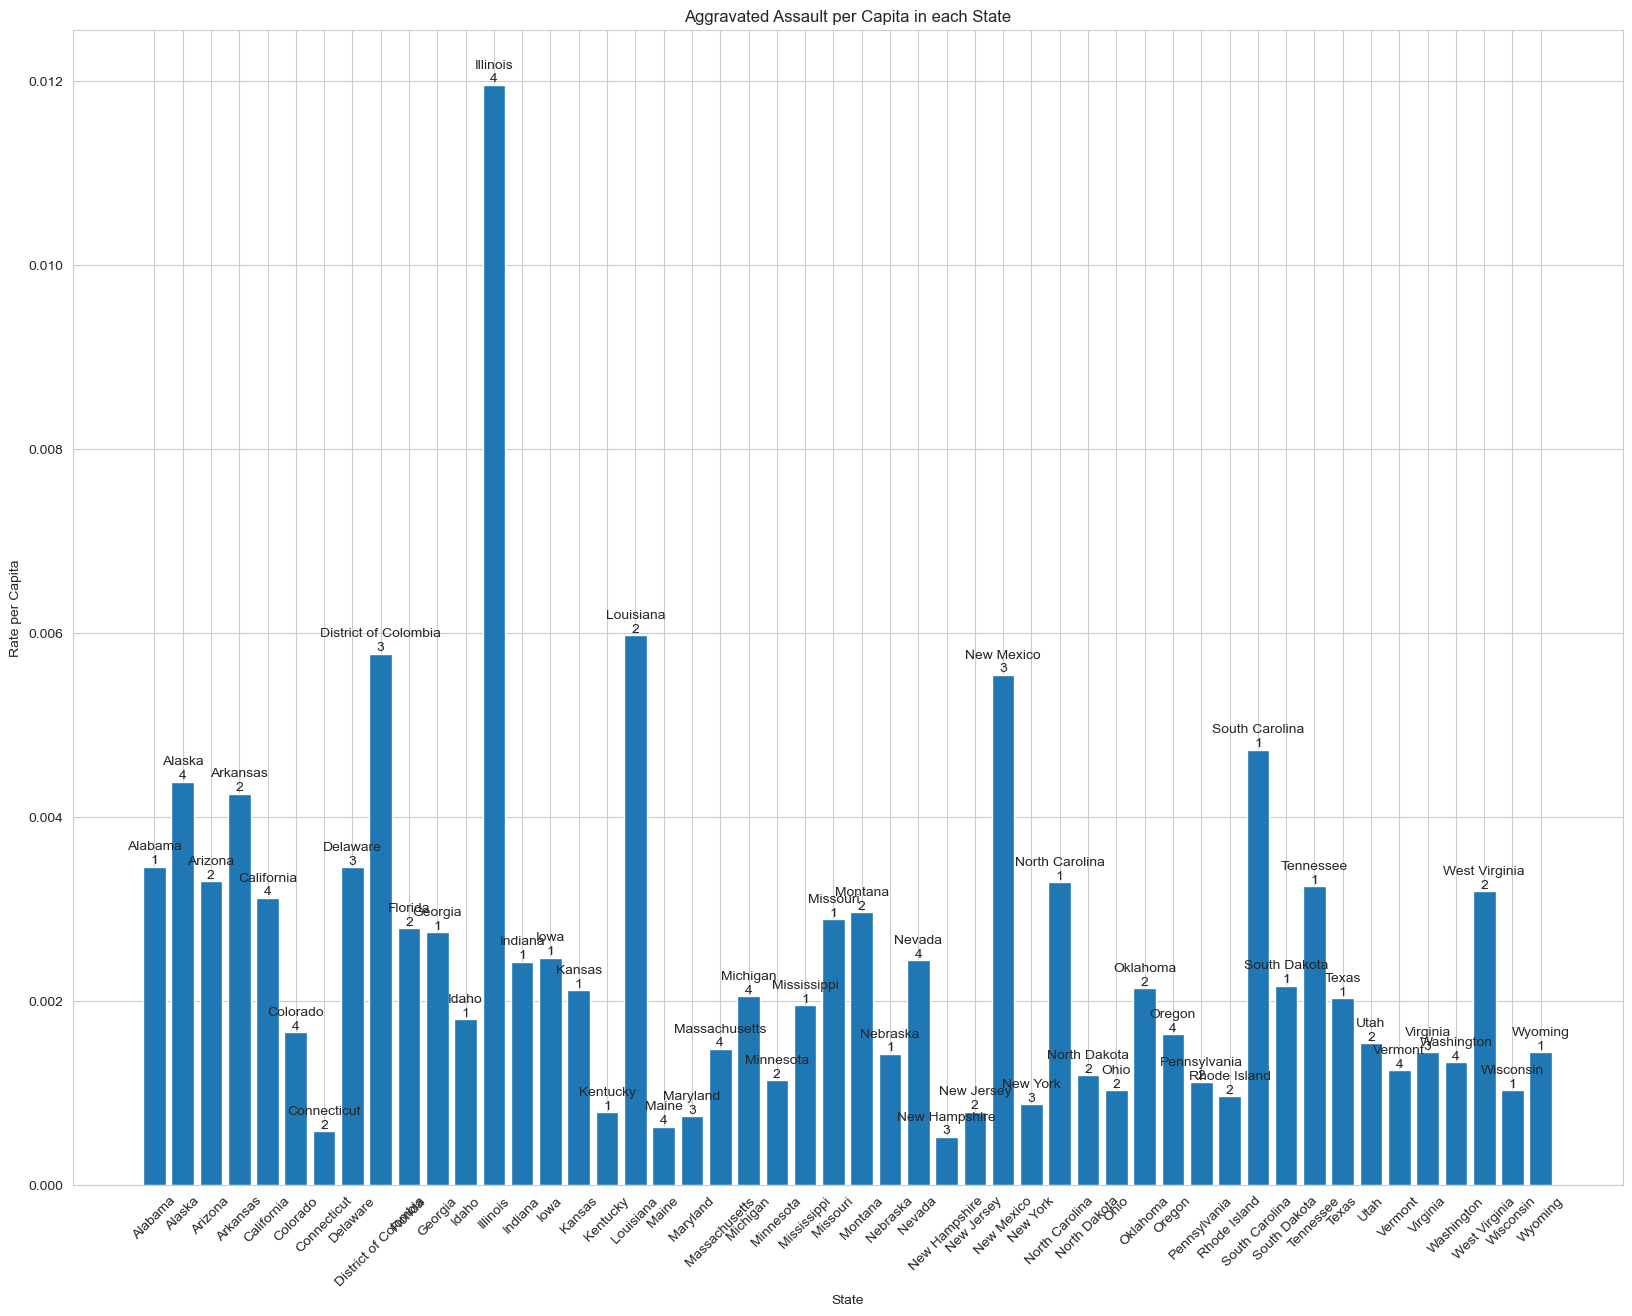 Aggravated Assault per Capita in each State
Rate per Capita
0.012
0.010
0.008
0.006
0.004
0.002
0.000
Alabama
1
Alaska
4
Arizona
2
Arkansas
2
California
4
Colorado
4
Connecticut
2
Delaware
3
District of Colombia
3
Florida
2
Georgia
1
Idaho
1
Illinois
4
Indiana
1
Iowa
1
Kansas
1
Kentucky
1
Louisiana
2
Maine
4
Maryland
3
Massachusetts
4
Michigan
4
Minnesota
2
Mississippi
1
Missouri
1
Montana
2
Nebraska
1
Nevada
4
New Hampshire
3
New Jersey
2
New Mexico
3
New York
3
North Carolina
1
North Dakota
2
Ohio
2
Oklahoma
2
Oregon
4
Pennsylvania
2
Rhode Island
2
South Carolina
1
South Dakota
1
Tennessee
1
Texas
1
Utah
2
Vermont
4
Virginia
3
Washington
4
West Virginia
2
Wisconsin
1
Wyoming
1
Alabama
Alaska
Arizona
Arkansas
California
Colorado
Connecticut
Delaware
District of Colombia
Florida
Georgia
Idaho
Illinois
Indiana
Iowa
Kansas
Kentucky
Louisiana
Maine
Maryland
Massachusetts
Michigan
Minnesota
Mississippi
Missouri
Montana
Nebraska
Nevada
New Hampshire
New Jersey
New Mexico
New York
North Carolina
North Dakota
Ohio
Oklahoma
Oregon
Pennsylvania
Rhode Island
South Carolina
South Dakota
Tennessee
Texas
Utah
Vermont
Virginia
Washington
West Virginia
Wisconsin
Wyoming
State